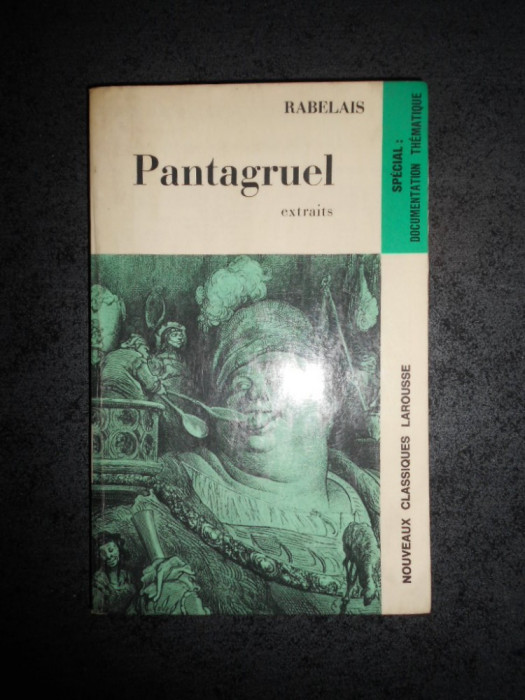 RABELAIS
Pantagruel
extraits
SPÉCIAL :
DOCUMENTATION THÉMATIQUE
NOUVEAUX CLASSIQUES LAROUSSE